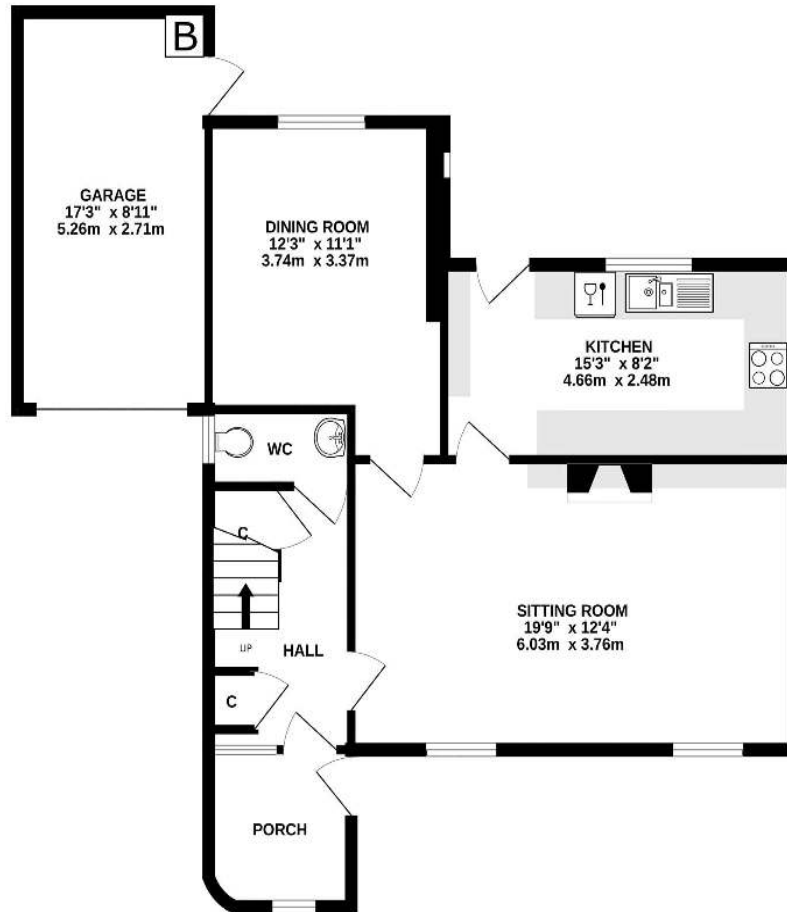 B
GARAGE
17'3" x 8'11"
5.26m x 2.71m
DINING ROOM
12'3" x 11'1"
3.74m x 3.37m
KITCHEN
15'3" x 8'2"
4.66m x 2.48m
WC
C
SITTING ROOM
19'9" x 12'4"
6.03m x 3.76m
UP
HALL
C
PORCH